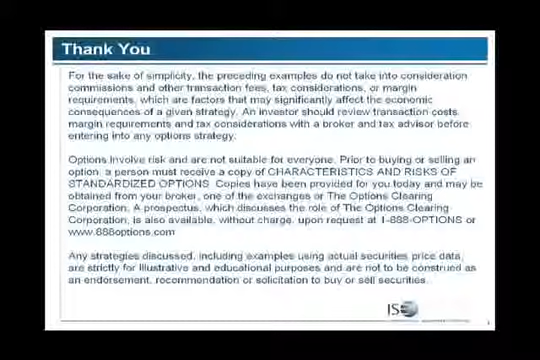 Thank You
For the sake of simplicity, the preceding examples do not take into consideration
commissions and other transaction fees, tax considerations, or margin
requirements, which are factors that may significantly affect the economic
consequences of a given strategy. An investor should review transaction costs,
margin requirements and tax considerations with a broker and tax advisor before
entering into any options strategy.
Options involve risk and are not suitable for everyone. Prior to buying or selling an
option, a person must receive a copy of CHARACTERISTICS AND RISKS OF
STANDARDIZED OPTIONS. Copies have been provided for you today and may be
obtained from your broker, one of the exchanges or The Options Clearing
Corporation. A prospectus, which discusses the role of The Options Clearing
Corporation, is also available, without charge, upon request at 1-888-OPTIONS or
www.888options.com
Any strategies discussed, including examples using actual securities price data,
are strictly for illustrative and educational purposes and are not to be construed as
an endorsement, recommendation or solicitation to buy or sell securities.
ISE